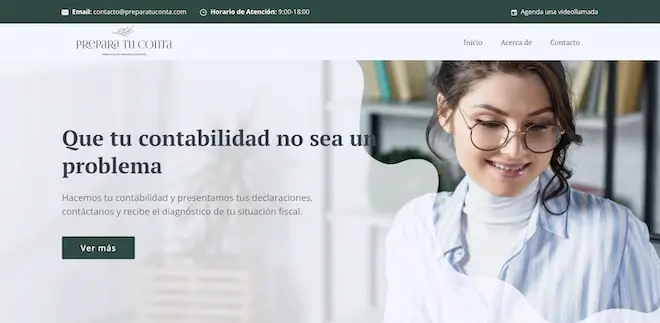 Email: contacto@preparatuconta.com Horario de Atención: 9:00-18:00 Agenda una videollamada
PREPARA TU CONTA
Inicio Acerca de Contacto
Que tu contabilidad no sea un
problema
Hacemos tu contabilidad y presentamos tus declaraciones,
contáctanos y recibe el diagnóstico de tu situación fiscal.
Ver más